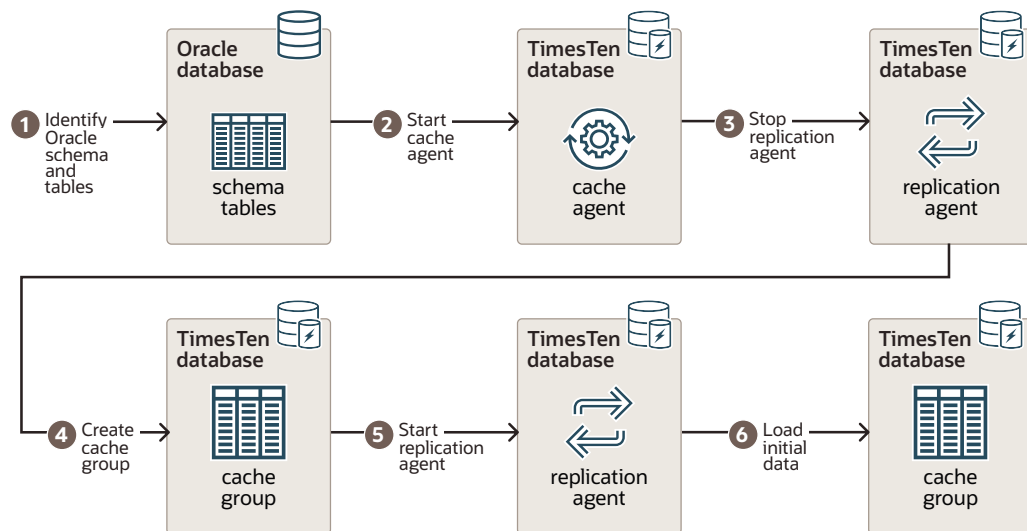 1 Identify
Oracle
schema
and
tables
Oracle
database
schema
tables
2 Start
cache
agent
TimesTen
database
cache
agent
3 Stop
replication
agent
TimesTen
database
replication
agent
4 Create
cache
group
TimesTen
database
cache
group
5 Start
replication
agent
TimesTen
database
replication
agent
6 Load
initial
data
TimesTen
database
cache
group